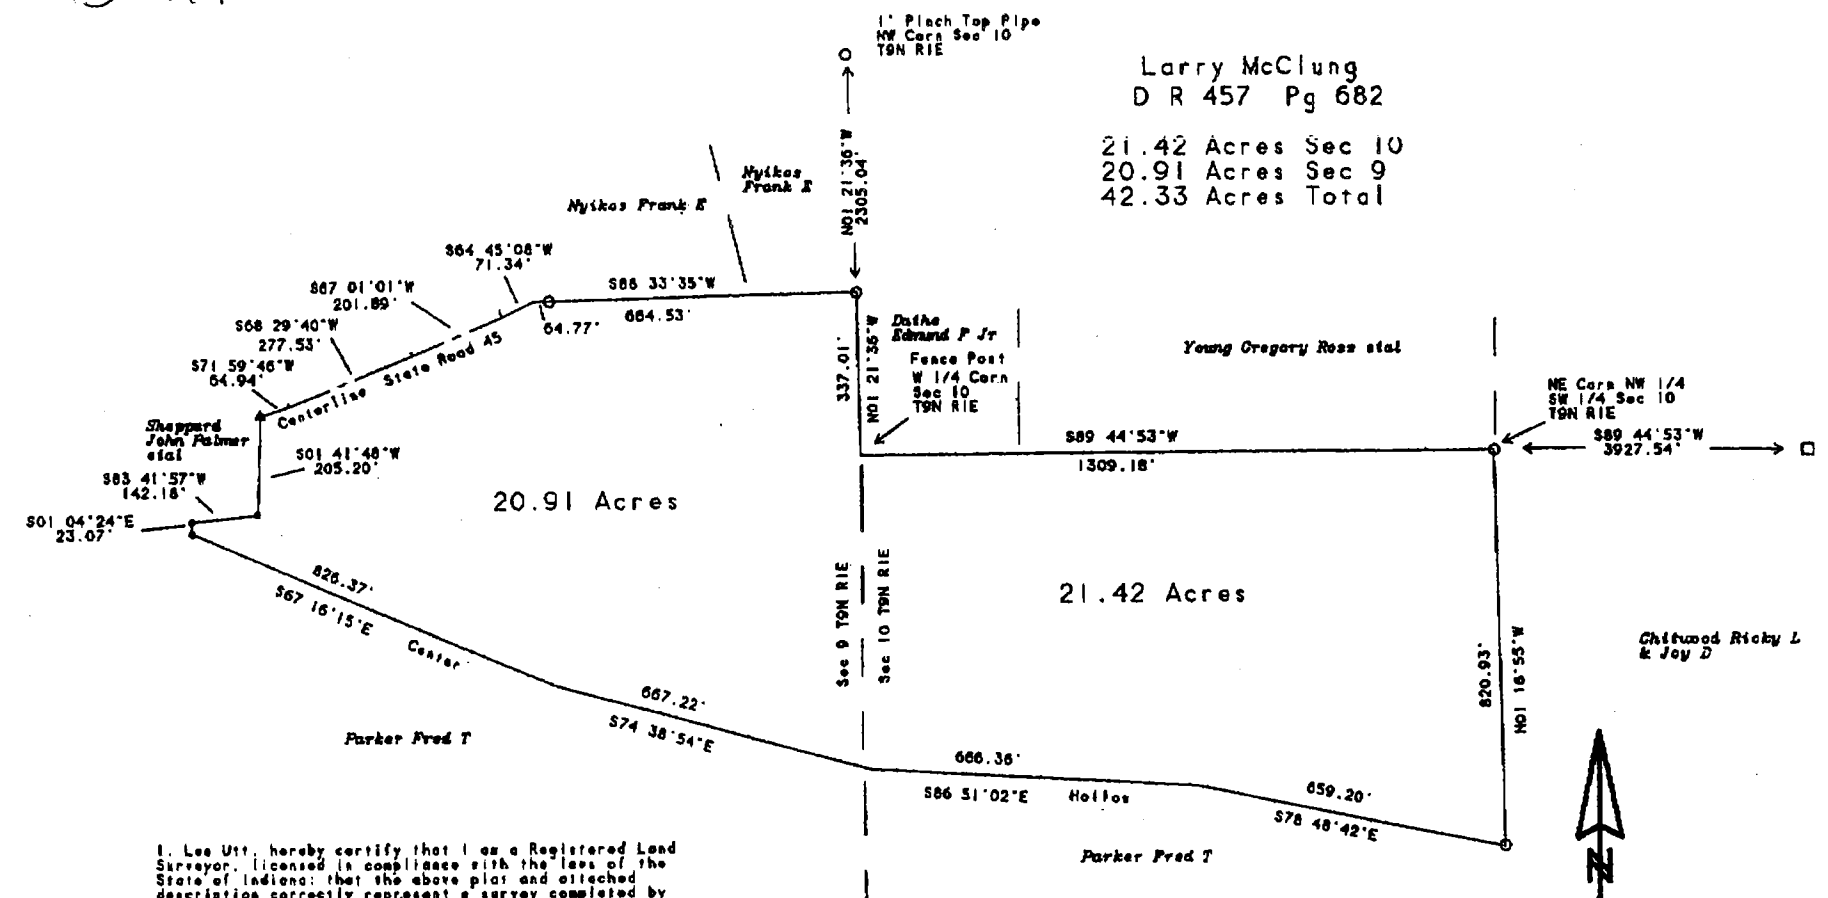 1" Pinch Top Pipe
NW Corn Sec 10
T9N R1E
Larry McClung
D R 457 Pg 682
21.42 Acres Sec 10
20.91 Acres Sec 9
42.33 Acres Total
N01 21'36"W
2305.04'
Nyikos
Frank E
Nyikos Frank E
S64 45'08"W
71.34'
S67 01'01"W
201.89'
S68 29'40"W
277.53'
S71 59'46"W
64.94'
S86 33'35"W
664.53'
64.77'
Centerline State Road 45
337.01'
N01 21'36"W
Edmund P Jr
Fence Post
W 1/4 Corn
Sec 10
T9N R1E
Young Gregory Ross etal
NE Corn NW 1/4
SW 1/4 Sec 10
T9N R1E
S89 44'53"W
1309.18'
S89 44'53"W
3927.54'
Sheppard
John Palmer
etal
S01 41'48"W
205.20'
S83 41'57"W
142.18'
S01 04'24"E
23.07'
20.91 Acres
Sec 9 T9N R1E
Sec 10 T9N R1E
21.42 Acres
826.37'
S67 16'15"E
Center
667.22'
S74 38'54"E
Parker Fred T
820.93'
N01 16'55"W
Chitwood Ricky L
& Joy D
666.36'
S86 51'02"E Hollow
659.20'
S78 48'42"E
Parker Fred T
N
I, Lee Utt, hereby certify that I am a Registered Land
Surveyor, licensed in compliance with the laws of the
State of Indiana; that the above plat and attached
description correctly represent a survey completed by